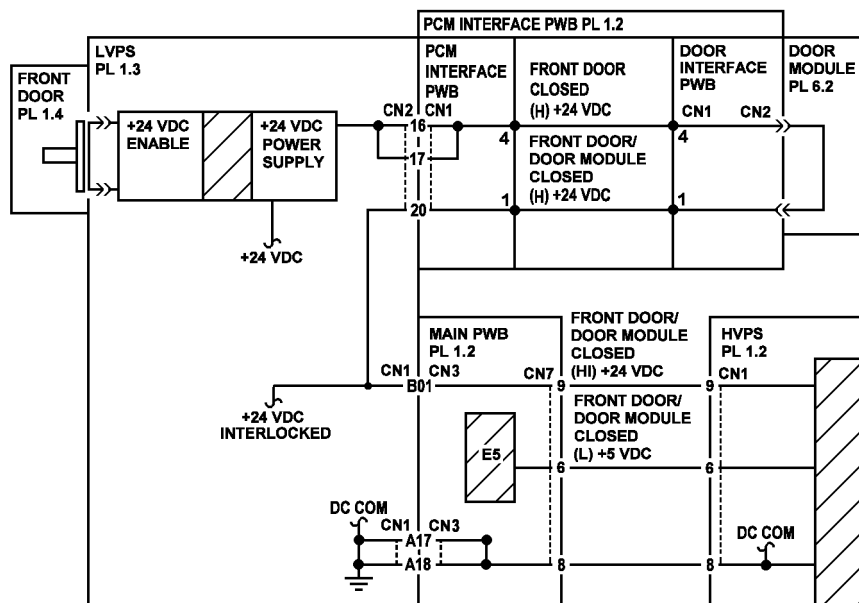 PCM INTERFACE PWB PL 1.2
LVPS
PL 1.3
PCM
INTERFACE
PWB
FRONT DOOR
CLOSED
(H) +24 VDC
DOOR
INTERFACE
PWB
DOOR
MODULE
PL 6.2
FRONT
DOOR
PL 1.4
+24 VDC
ENABLE
+24 VDC
POWER
SUPPLY
CN2 CN1
16
17
20
4
1
FRONT DOOR/
DOOR MODULE
CLOSED
(H) +24 VDC
CN1 CN2
4
1
+24 VDC
MAIN PWB
PL 1.2
FRONT DOOR/
DOOR MODULE
CLOSED
(HI) +24 VDC
HVPS
PL 1.2
CN1 CN3
B01
CN7
9
9
CN1
+24 VDC
INTERLOCKED
FRONT DOOR/
DOOR MODULE
CLOSED
(L) +5 VDC
E5
6
6
DC COM
CN1 CN3
A17
A18
8
8
DC COM